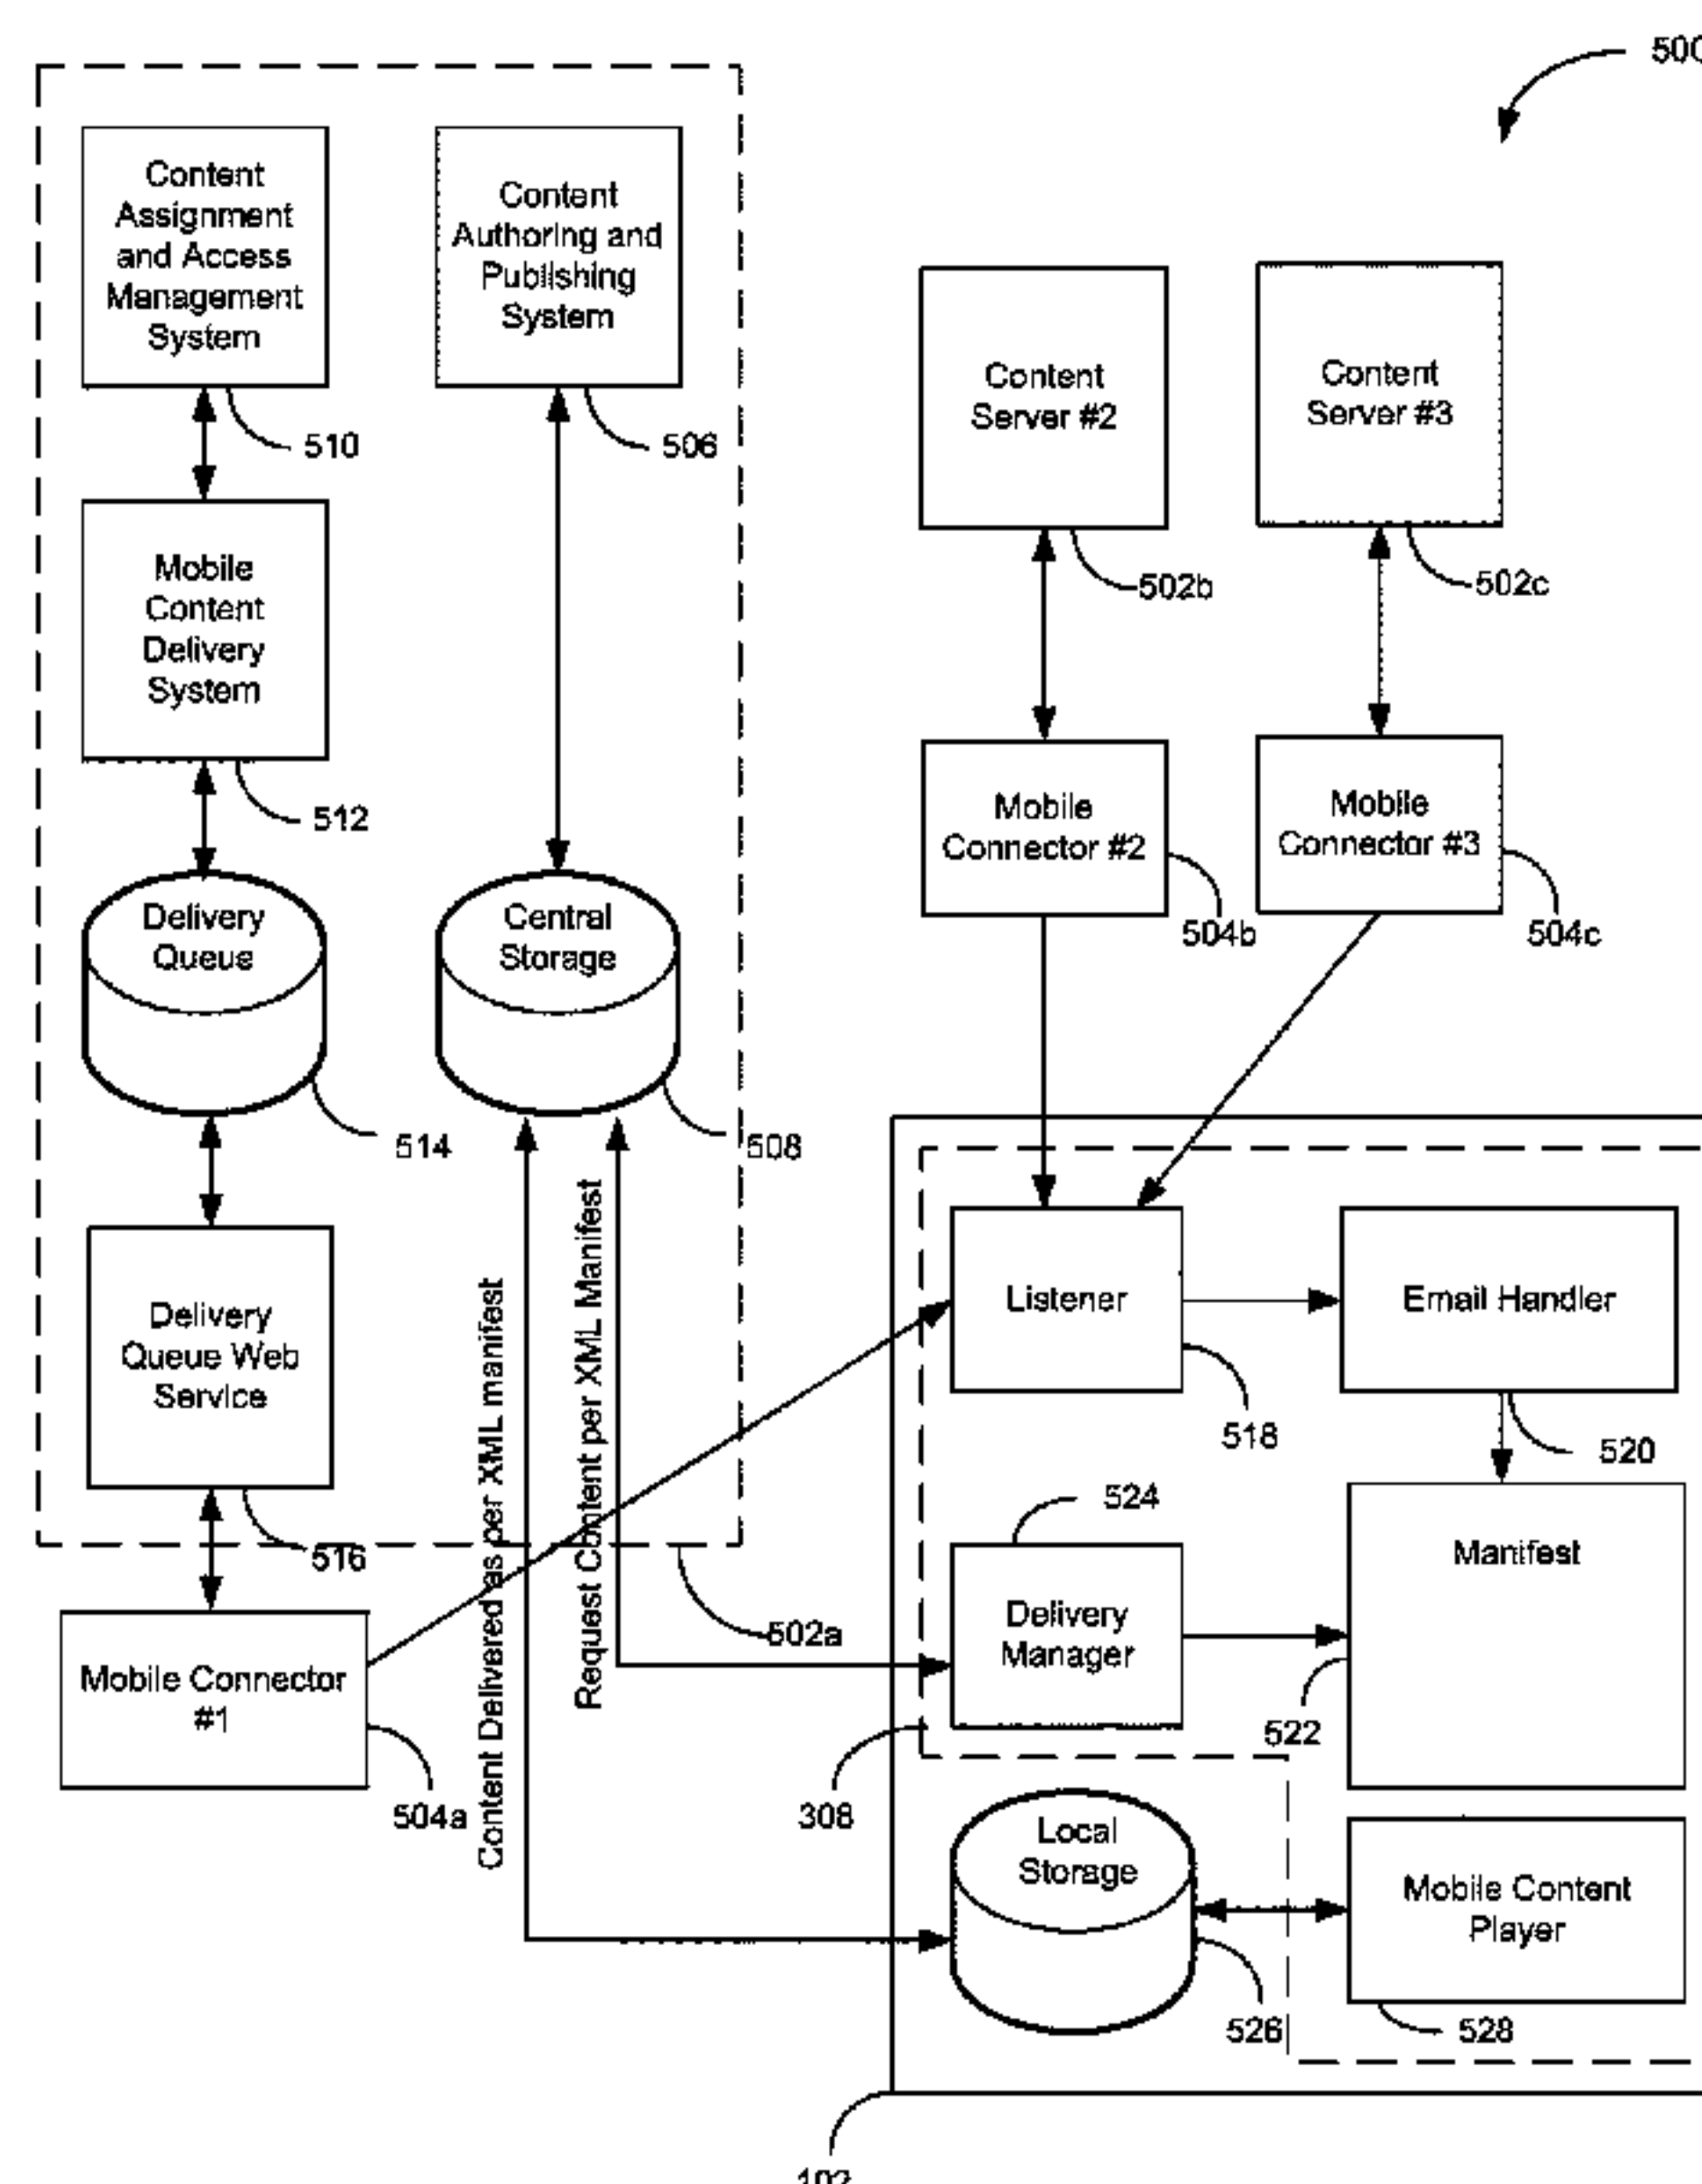 500
Content
Assignment
and Access
Management
System
510
Content
Authoring and
Publishing
System
506
Content
Server #2
502b
Content
Server #3
502c
Mobile
Content
Delivery
System
512
Mobile
Connector #2
504b
Mobile
Connector #3
504c
Delivery
Queue
514
Central
Storage
508
Delivery
Queue Web
Service
516
Content Delivered as per XML manifest
Request Content per XML Manifest
Listener
518
Email Handler
520
502a
Mobile Connector
#1
504a
524
Delivery
Manager
Manifest
522
308
Local
Storage
526
Mobile Content
Player
528
102